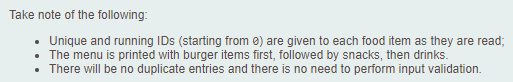 Take note of the following:
• Unique and running IDs (starting from 0) are given to each food item as they are read;
• The menu is printed with burger items first, followed by snacks, then drinks.
• There will be no duplicate entries and there is no need to perform input validation.